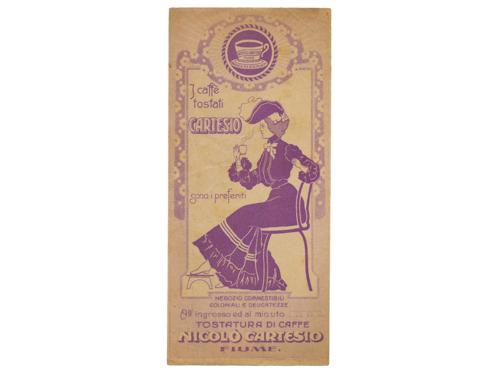 I caffè
tostati
CARTESIO
sono i preferiti
NEGOZIO COMMESTIBILI
COLONIALI E DELICATEZZE
All' ingrosso ed al minuto
TOSTATURA DI CAFFE
NICOLÒ CARTESIO
FIUME.